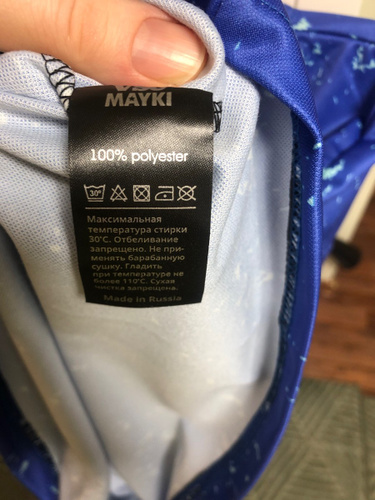 MAYKI
100% polyester
30°
Максимальная
температура стирки
30°С. Отбеливание
запрещено. Не при-
менять барабанную
сушку. Гладить
при температуре не
более 110°С. Сухая
чистка запрещена.
Made in Russia